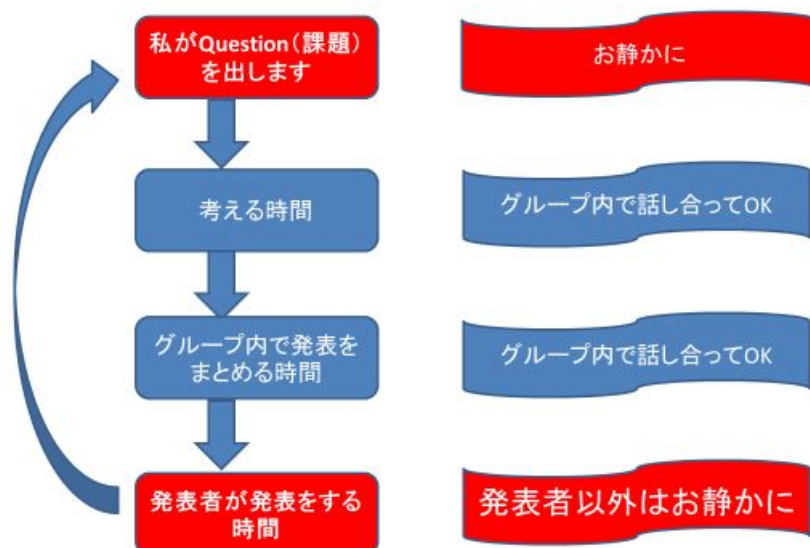 私がQuestion(課題)
を出します
お静かに
考える時間
グループ内で話し合ってOK
グループ内で発表を
まとめる時間
グループ内で話し合ってOK
発表者が発表をする
時間
発表者以外はお静かに